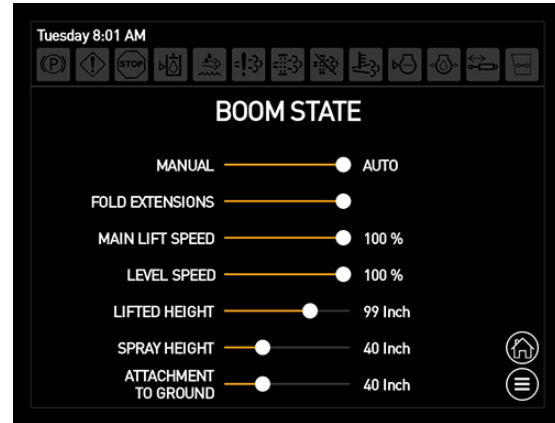 Tuesday 8:01 AM
(P)
STOP
BOOM STATE
MANUAL AUTO
FOLD EXTENSIONS
MAIN LIFT SPEED 100 %
LEVEL SPEED 100 %
LIFTED HEIGHT 99 Inch
SPRAY HEIGHT 40 Inch
ATTACHMENT
TO GROUND 40 Inch